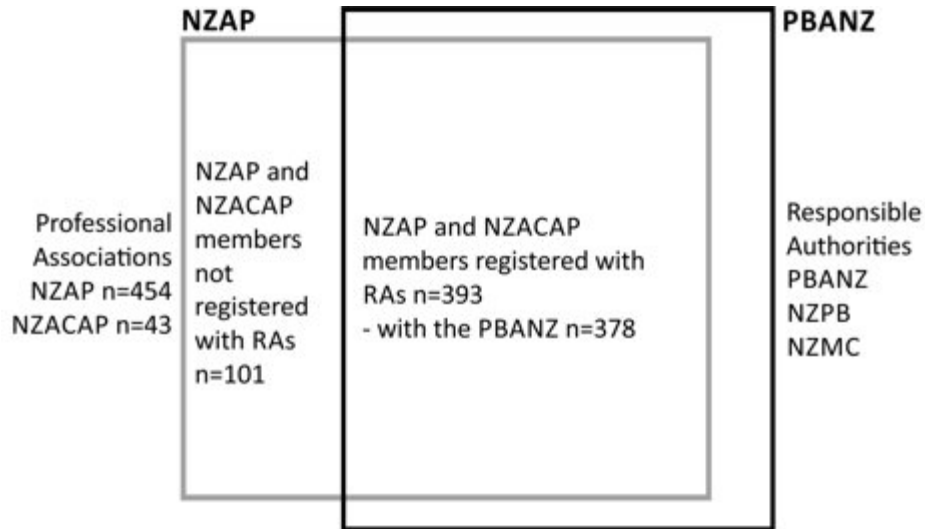 NZAP
PBANZ
Professional
Associations
NZAP n=454
NZACAP n=43
NZAP and
NZACAP
members
not
registered
with RAs
n=101
NZAP and NZACAP
members registered with
RAs n=393
- with the PBANZ n=378
Responsible
Authorities
PBANZ
NZPB
NZMC